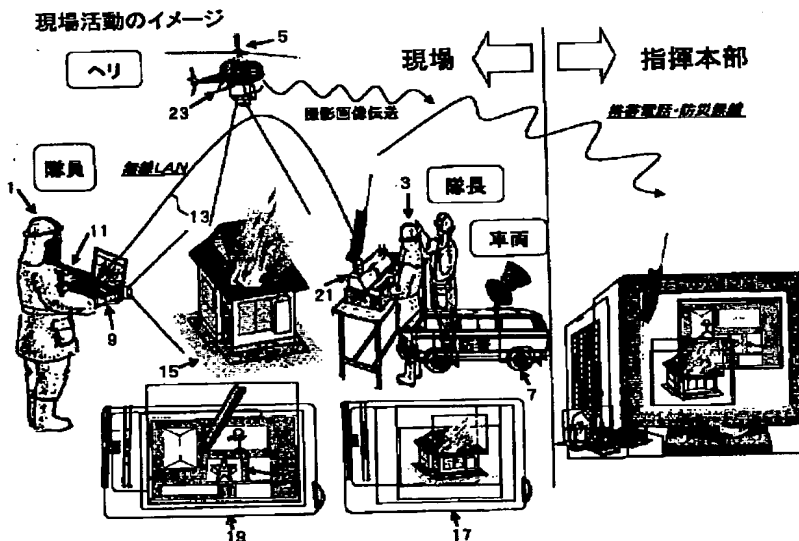 現場活動のイメージ
5
ヘリ
現場
指揮本部
23
撮影画像伝送
携帯電話・防災無線
隊員
無線LAN
1
3
隊長
13
11
車両
21
9
15
7
19
17